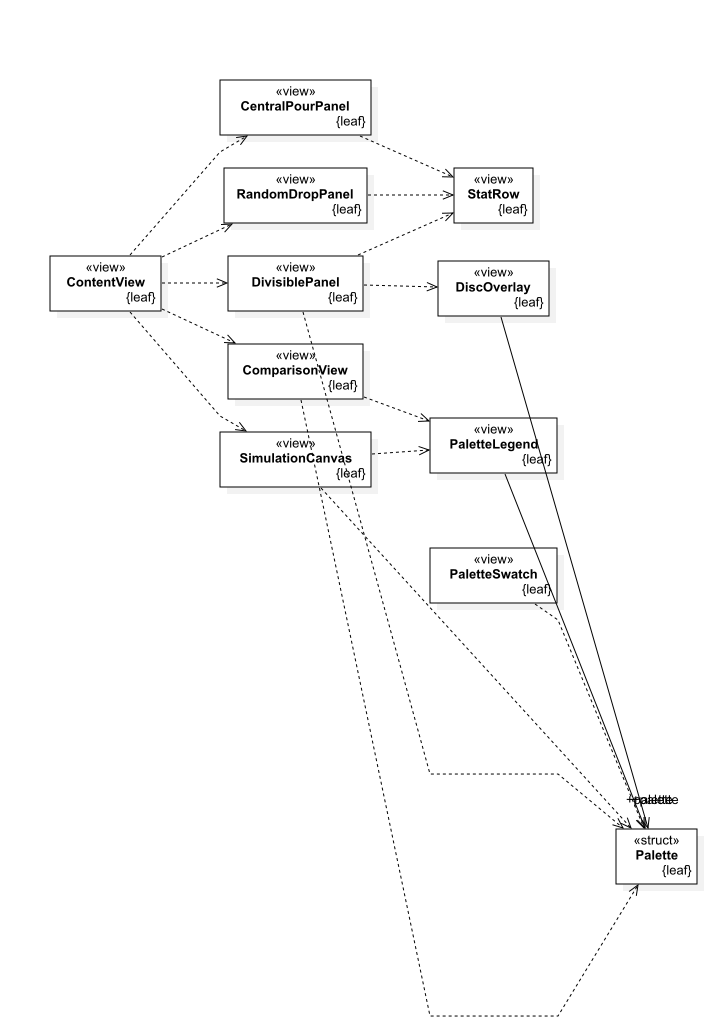 «view»
CentralPourPanel
{leaf}
«view»
RandomDropPanel
{leaf}
«view»
StatRow
{leaf}
«view»
ContentView
{leaf}
«view»
DivisiblePanel
{leaf}
«view»
DiscOverlay
{leaf}
«view»
ComparisonView
{leaf}
«view»
SimulationCanvas
{leaf}
«view»
PaletteLegend
{leaf}
«view»
PaletteSwatch
{leaf}
«struct»
Palette
{leaf}